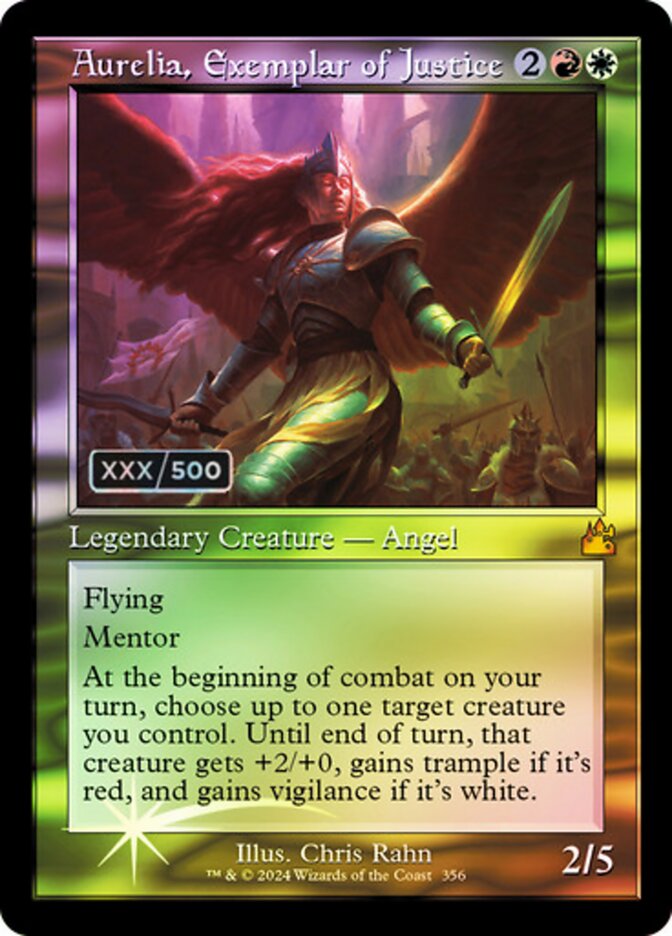 Aurelia, Exemplar of Justice 2
XXX/500
Legendary Creature — Angel
Flying
Mentor
At the beginning of combat on your
turn, choose up to one target creature
you control. Until end of turn, that
creature gets +2/+0, gains trample if it's
red, and gains vigilance if it's white.
Illus. Chris Rahn
™ & © 2024 Wizards of the Coast 356
2/5